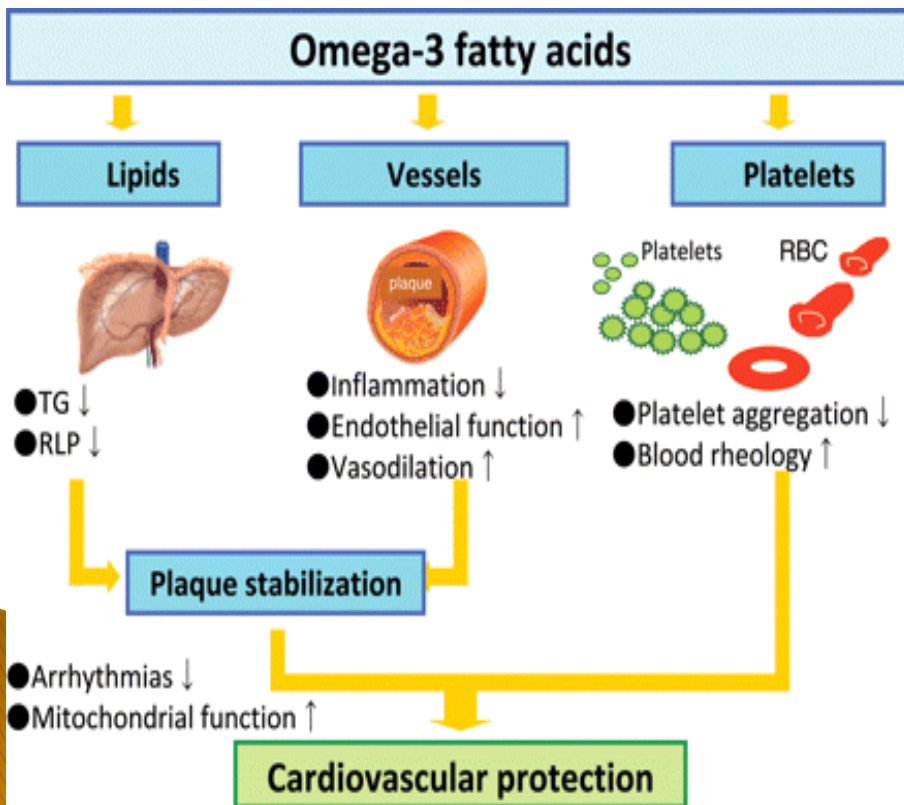 Omega-3 fatty acids
Lipids
Vessels
Platelets
plaque
Platelets
RBC
●TG ↓
●RLP ↓
●Inflammation ↓
●Endothelial function ↑
●Vasodilation ↑
●Platelet aggregation ↓
●Blood rheology ↑
Plaque stabilization
●Arrhythmias ↓
●Mitochondrial function ↑
Cardiovascular protection